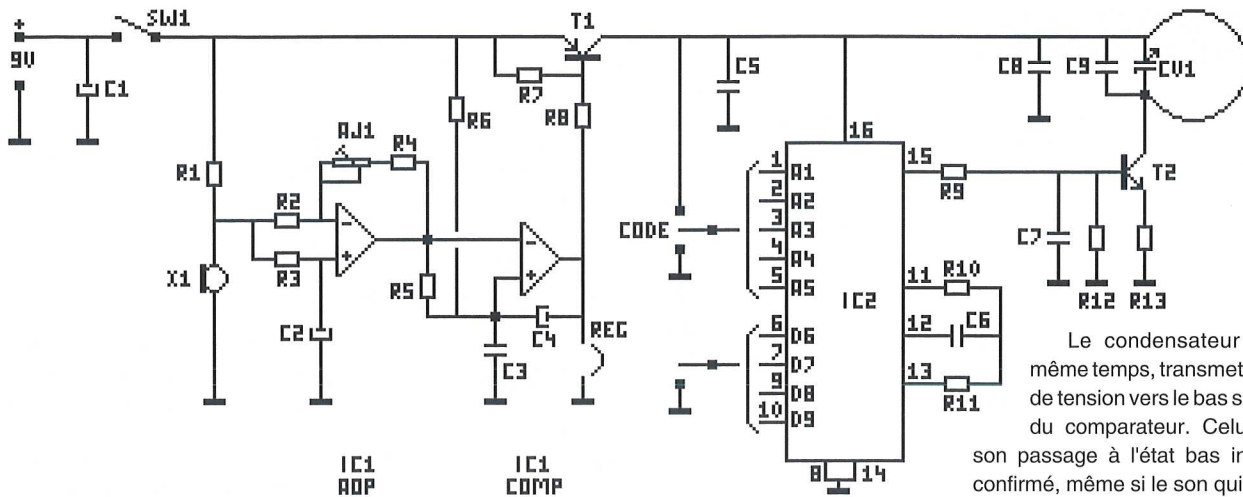 SW1
T1
+
9V
C1
R7
C5
C8
C9
CV1
R6
R8
AJ1
R4
16
R1
15
1
A1
R9
T2
R2
2
A2
-
3
A3
-
CODE
4
A4
C7
+
+
R3
X1
5
A5
11
R10
R5
IC2
R12
R13
6
D6
12
C6
C2
C4
REG
7
D7
C3
9
D8
13
10
D9
R11
8
14
IC1
AOP
IC1
COMP
Le condensateur
même temps, transmet
de tension vers le bas s
du comparateur. Celu
son passage à l'état bas in
confirmé, même si le son qui